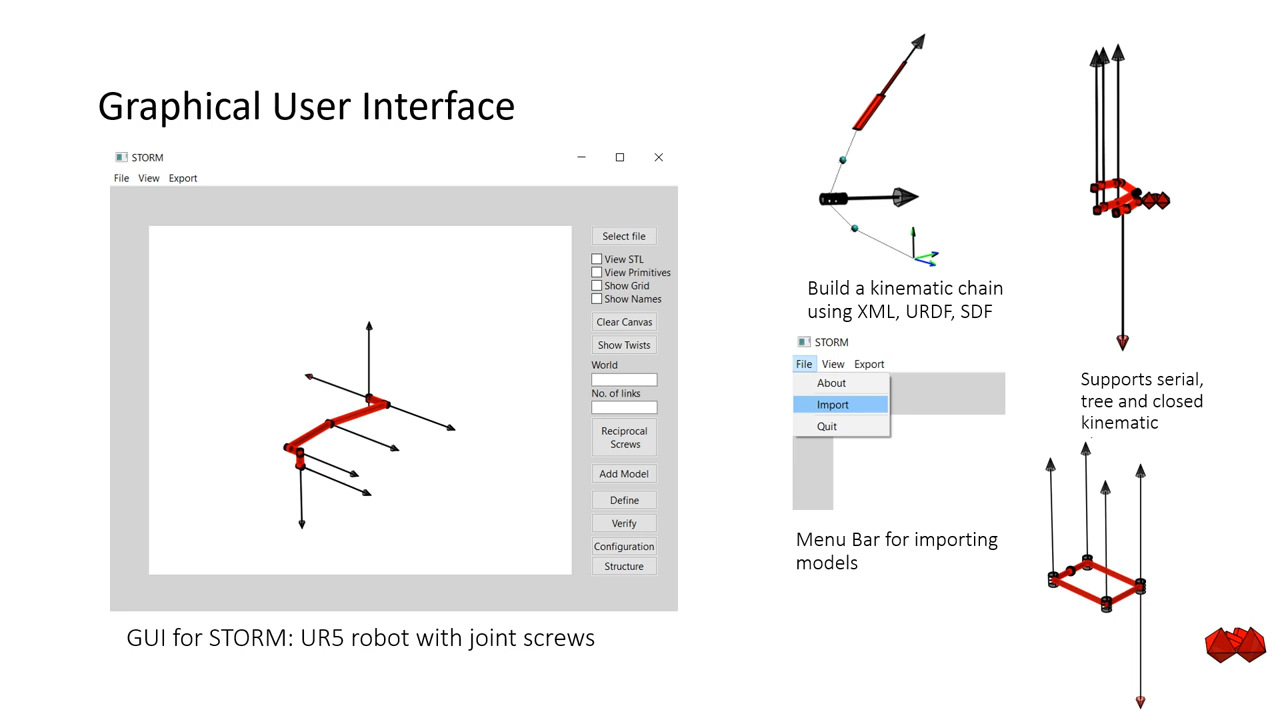 Graphical User Interface
STORM
File View Export
Select file
View STL
View Primitives
Show Grid
Show Names
Clear Canvas
Show Twists
World
No. of links
Reciprocal
Screws
Add Model
Define
Verify
Configuration
Structure
GUI for STORM: UR5 robot with joint screws
Build a kinematic chain
using XML, URDF, SDF
STORM
File View Export
About
Import
Quit
Menu Bar for importing
models
Supports serial,
tree and closed
kinematic